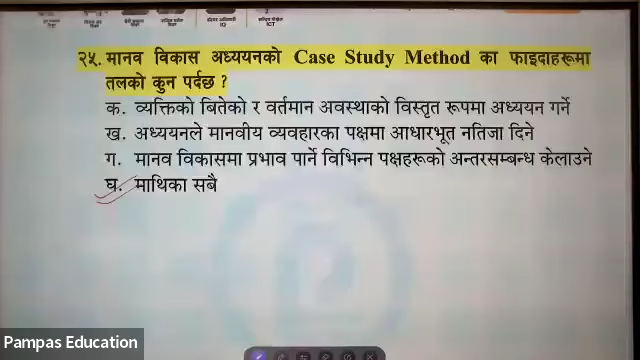 IQ
ICT
२५. मानव विकास अध्ययनको Case Study Method का फाइदाहरूमा
तलको कुन पर्दछ ?
क. व्यक्तिको बितेको र वर्तमान अवस्थाको विस्तृत रूपमा अध्ययन गर्ने
ख. अध्ययनले मानवीय व्यवहारका पक्षमा आधारभूत नतिजा दिने
ग. मानव विकासमा प्रभाव पार्ने विभिन्न पक्षहरूको अन्तरसम्बन्ध केलाउने
घ. माथिका सबै
Pampas Education